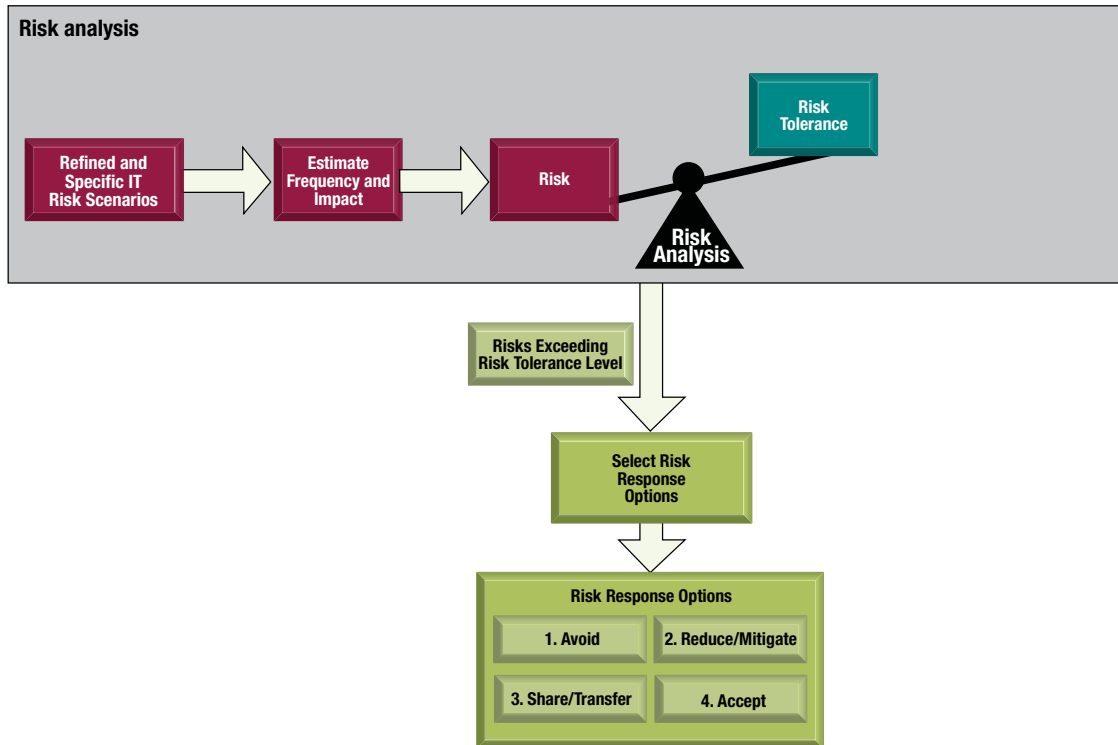 Risk analysis
Refined and
Specific IT
Risk Scenarios
Estimate
Frequency and
Impact
Risk
Risk
Tolerance
Risk
Analysis
Risks Exceeding
Risk Tolerance Level
Select Risk
Response
Options
Risk Response Options
1. Avoid
2. Reduce/Mitigate
3. Share/Transfer
4. Accept